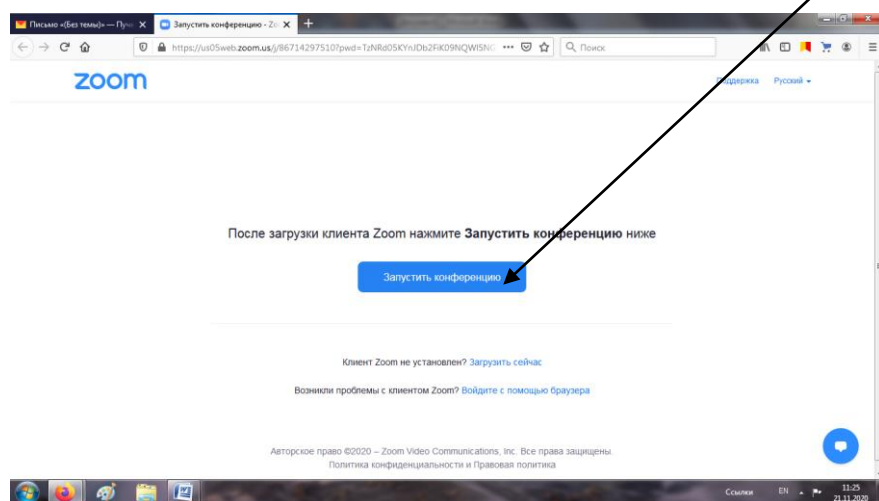 Письмо «(Без темы)» — Пу
Запустить конференцию - Zo
https://us05web.zoom.us/j/86714297510?pwd=
Поиск
zoom
Поддержка
Русский
После загрузки клиента Zoom нажмите Запустить конференцию ниже
Запустить конференцию
Клиент Zoom не установлен? Загрузить сейчас
Возникли проблемы с клиентом Zoom? Войдите с помощью браузера
Авторское право ©2020 – Zoom Video Communications, Inc. Все права защищены.
Политика конфиденциальности и Правовая политика
Ссылки
EN
11:25
21.11.2020